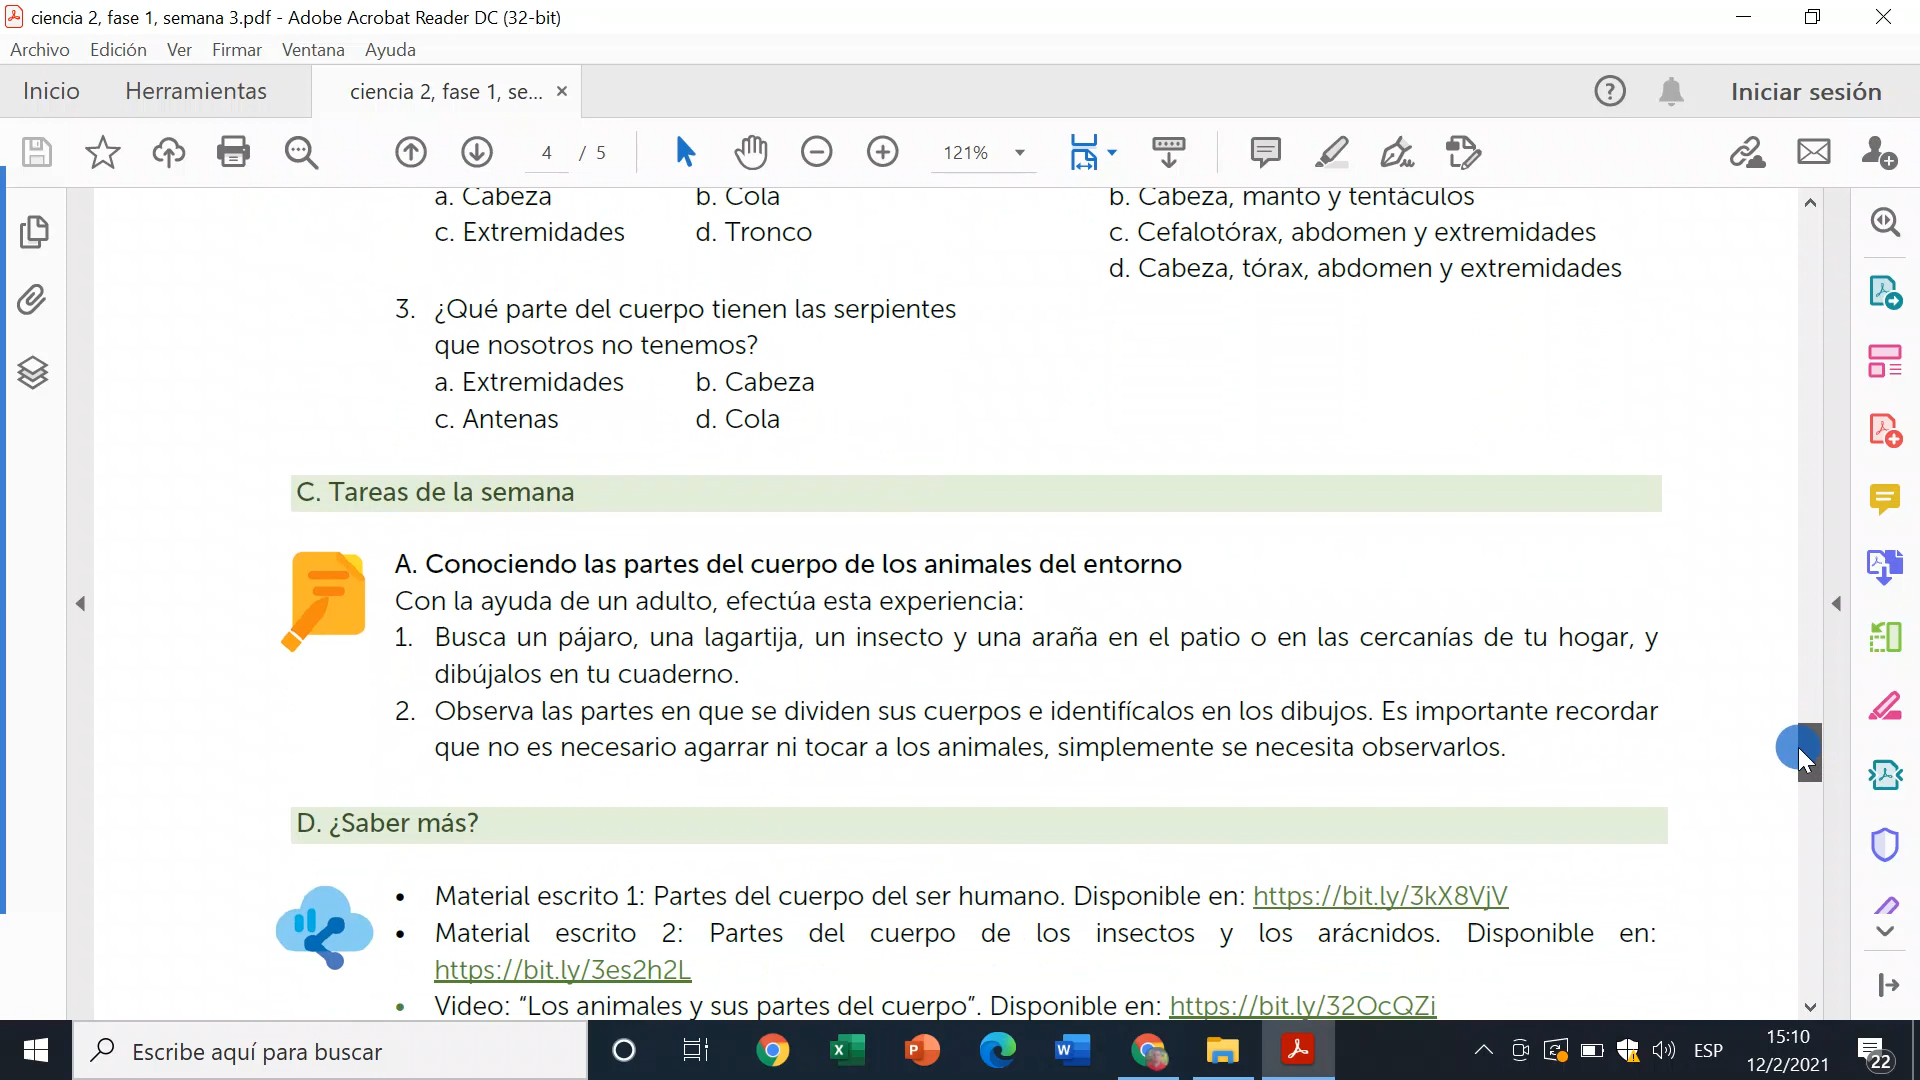 ciencia 2, fase 1, semana 3.pdf - Adobe Acrobat Reader DC (32-bit)
Archivo Edición Ver Firmar Ventana Ayuda
Inicio Herramientas ciencia 2, fase 1, se... × Iniciar sesión
4 / 5 121%
a. Cabeza b. Cola
c. Extremidades d. Tronco
b. Cabeza, manto y tentáculos
c. Cefalotórax, abdomen y extremidades
d. Cabeza, tórax, abdomen y extremidades
3. ¿Qué parte del cuerpo tienen las serpientes
que nosotros no tenemos?
a. Extremidades b. Cabeza
c. Antenas d. Cola
C. Tareas de la semana
A. Conociendo las partes del cuerpo de los animales del entorno
Con la ayuda de un adulto, efectúa esta experiencia:
1. Busca un pájaro, una lagartija, un insecto y una araña en el patio o en las cercanías de tu hogar, y
dibújalos en tu cuaderno.
2. Observa las partes en que se dividen sus cuerpos e identifícalos en los dibujos. Es importante recordar
que no es necesario agarrar ni tocar a los animales, simplemente se necesita observarlos.
D. ¿Saber más?
• Material escrito 1: Partes del cuerpo del ser humano. Disponible en: https://bit.ly/3kX8VjV
• Material escrito 2: Partes del cuerpo de los insectos y los arácnidos. Disponible en:
https://bit.ly/3es2h2L
• Video: “Los animales y sus partes del cuerpo”. Disponible en: https://bit.ly/32OcQZi
Escribe aquí para buscar
ESP
15:10
12/2/2021
22